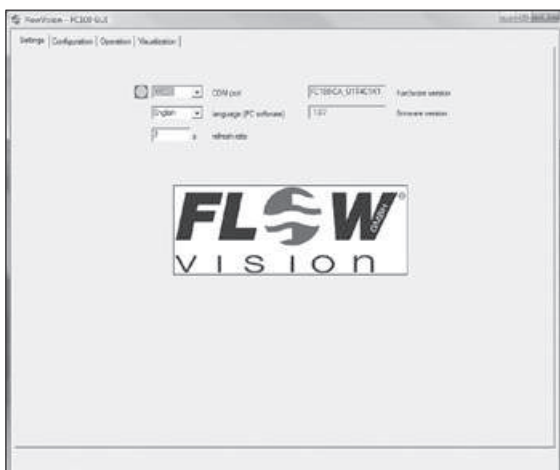 FlowVision - FC100-GUI
Settings Configuration Operation Visualization
COM port
hardware version
English language (PC software)
firmware version
s refresh rate
FLOW®
GMBH
vision